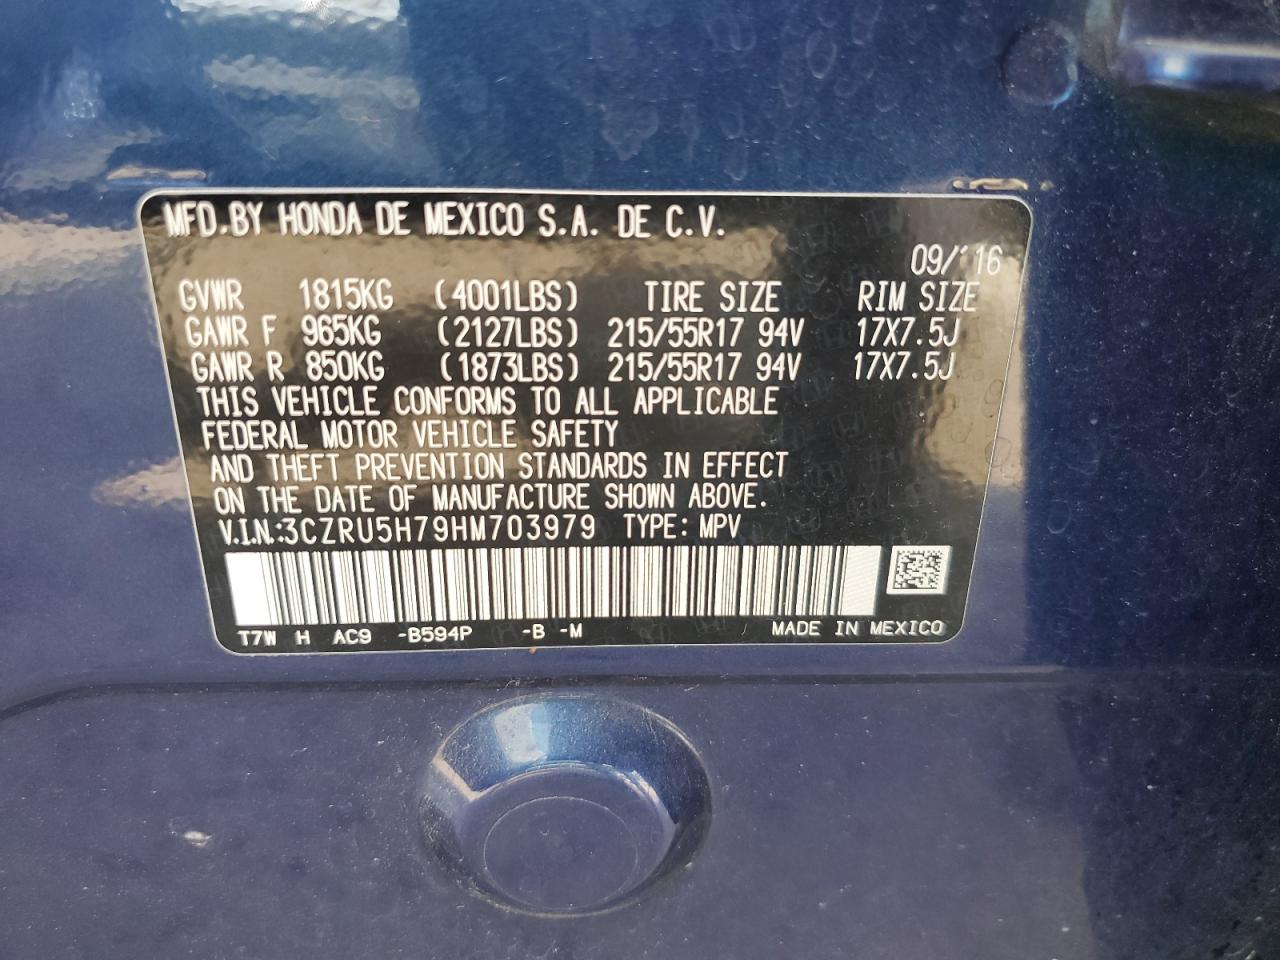 MFD.BY HONDA DE MEXICO S.A. DE C.V.
09/'16
GVWR 1815KG (4001LBS) TIRE SIZE RIM SIZE
GAWR F 965KG (2127LBS) 215/55R17 94V 17X7.5J
GAWR R 850KG (1873LBS) 215/55R17 94V 17X7.5J
THIS VEHICLE CONFORMS TO ALL APPLICABLE
FEDERAL MOTOR VEHICLE SAFETY
AND THEFT PREVENTION STANDARDS IN EFFECT
ON THE DATE OF MANUFACTURE SHOWN ABOVE.
V.I.N.:3CZRU5H79HM703979 TYPE: MPV
T7W H AC9 -B594P -B -M MADE IN MEXICO